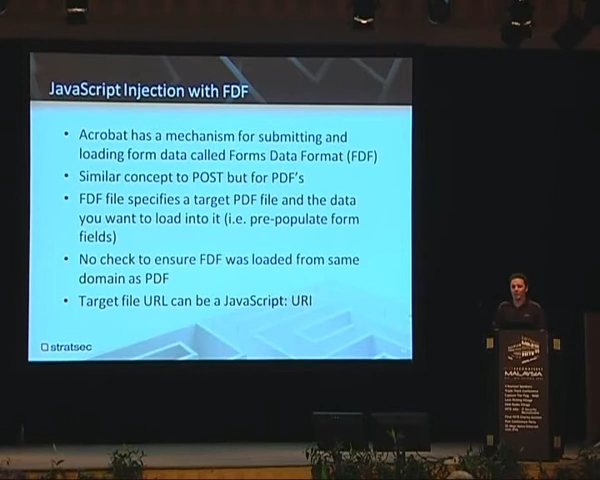 JavaScript Injection with FDF
• Acrobat has a mechanism for submitting and
loading form data called Forms Data Format (FDF)
• Similar concept to POST but for PDF's
• FDF file specifies a target PDF file and the data
you want to load into it (i.e. pre-populate form
fields)
• No check to ensure FDF was loaded from same
domain as PDF
• Target file URL can be a JavaScript: URI
stratsec
MALAYSIA